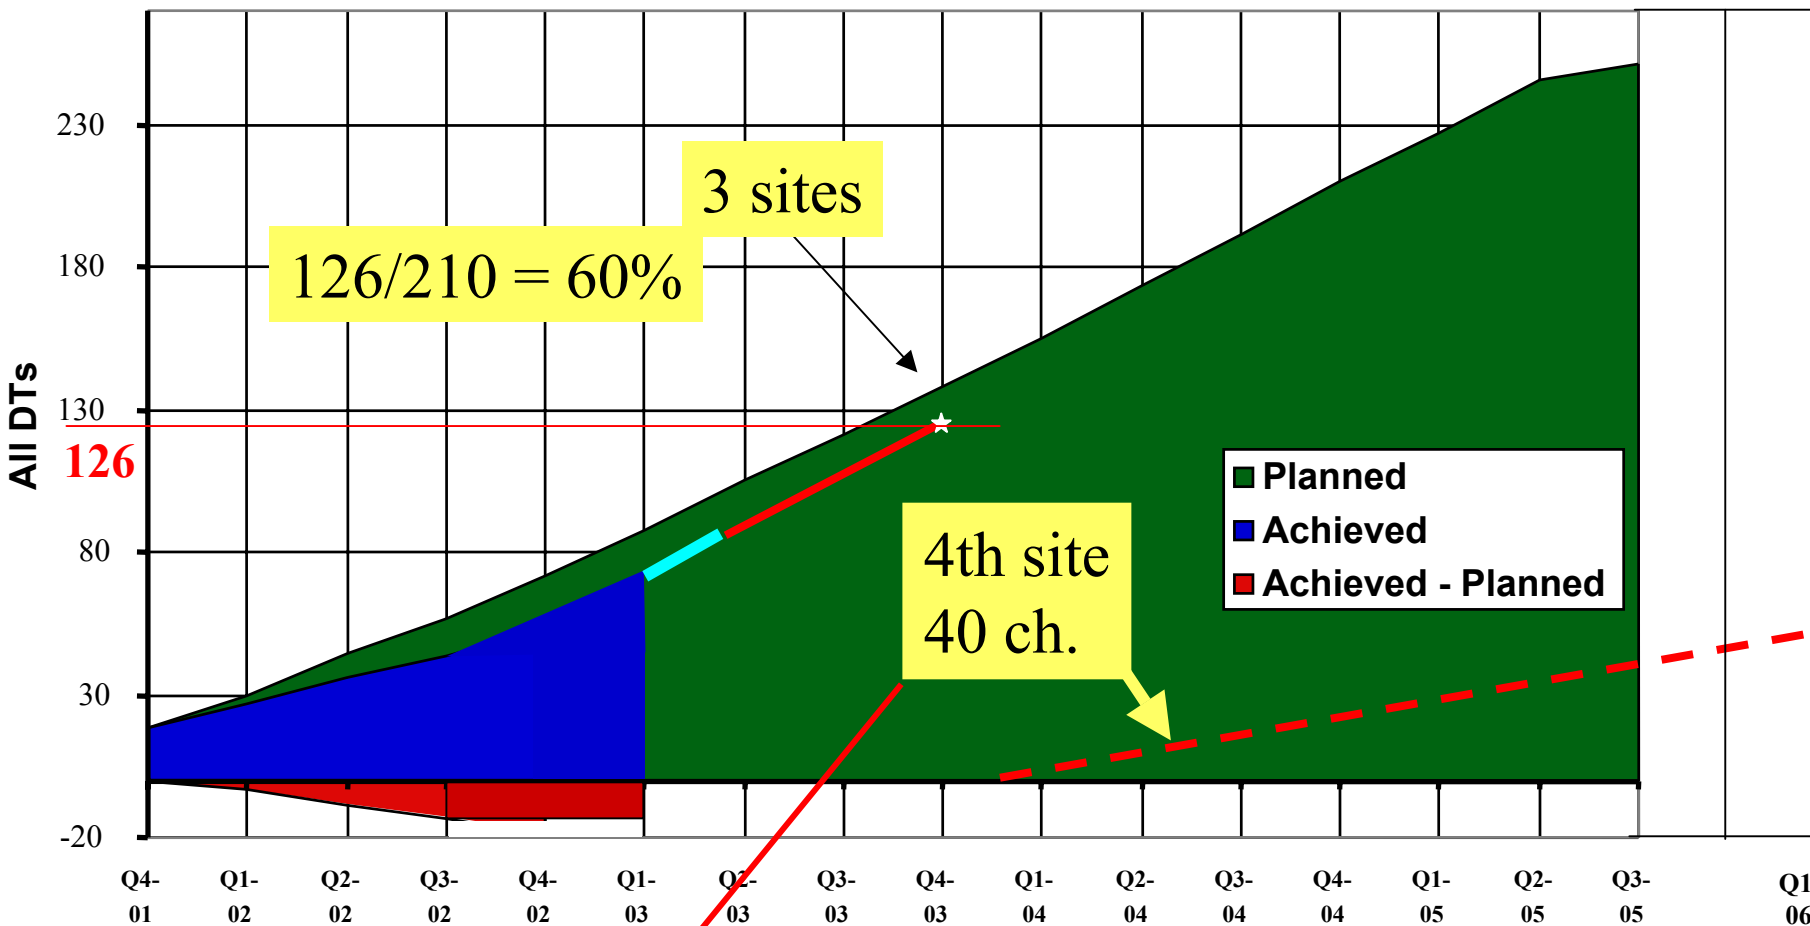 230
180
130
80
30
-20
All DTs
126
3 sites
126/210 = 60%
4th site
40 ch.
Planned
Achieved
Achieved - Planned
Q4- Q1- Q2- Q3- Q4- Q1- Q2- Q3- Q4- Q1- Q2- Q3- Q4- Q1- Q2- Q3- Q1
01 02 02 02 02 03 03 03 03 04 04 04 04 05 05 05 06